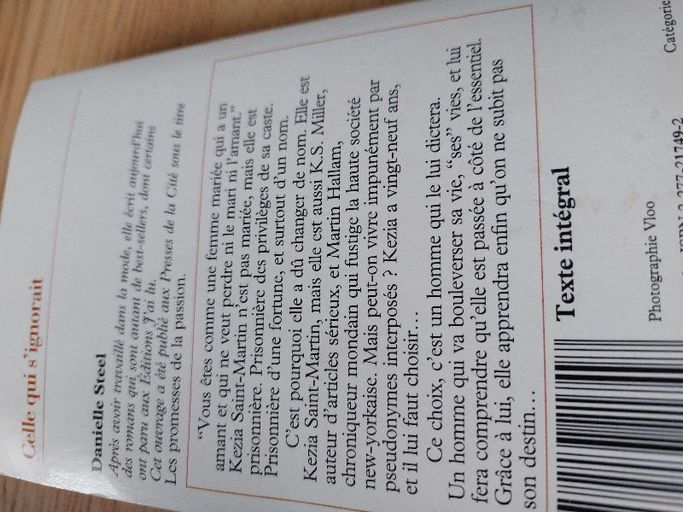 Celle qui s'ignorait
Danielle Steel
Après avoir travaillé dans la mode, elle écrit aujourd'hui
des romans qui sont autant de best-sellers, dont certains
ont paru aux Éditions J'ai lu.
Cet ouvrage a été publié aux Presses de la Cité sous le titre
Les promesses de la passion.
"Vous êtes comme une femme mariée qui a un
amant et qui ne veut perdre ni le mari ni l'amant."
Kezia Saint-Martin n'est pas mariée, mais elle est
prisonnière. Prisonnière des privilèges de sa caste.
Prisonnière d'une fortune, et surtout d'un nom.
C'est pourquoi elle a dû changer de nom. Elle est
Kezia Saint-Martin, mais elle est aussi K.S. Miller,
auteur d'articles sérieux, et Martin Hallam,
chroniqueur mondain qui fustige la haute société
new-yorkaise. Mais peut-on vivre impunément par
pseudonymes interposés ? Kezia a vingt-neuf ans,
et il lui faut choisir...
Ce choix, c'est un homme qui le lui dictera.
Un homme qui va bouleverser sa vie, "ses" vies, et lui
fera comprendre qu'elle est passée à côté de l'essentiel.
Grâce à lui, elle apprendra enfin qu'on ne subit pas
son destin...
Texte intégral
Photographie Vloo
Catégorie
ISBN 2-277-21749-2